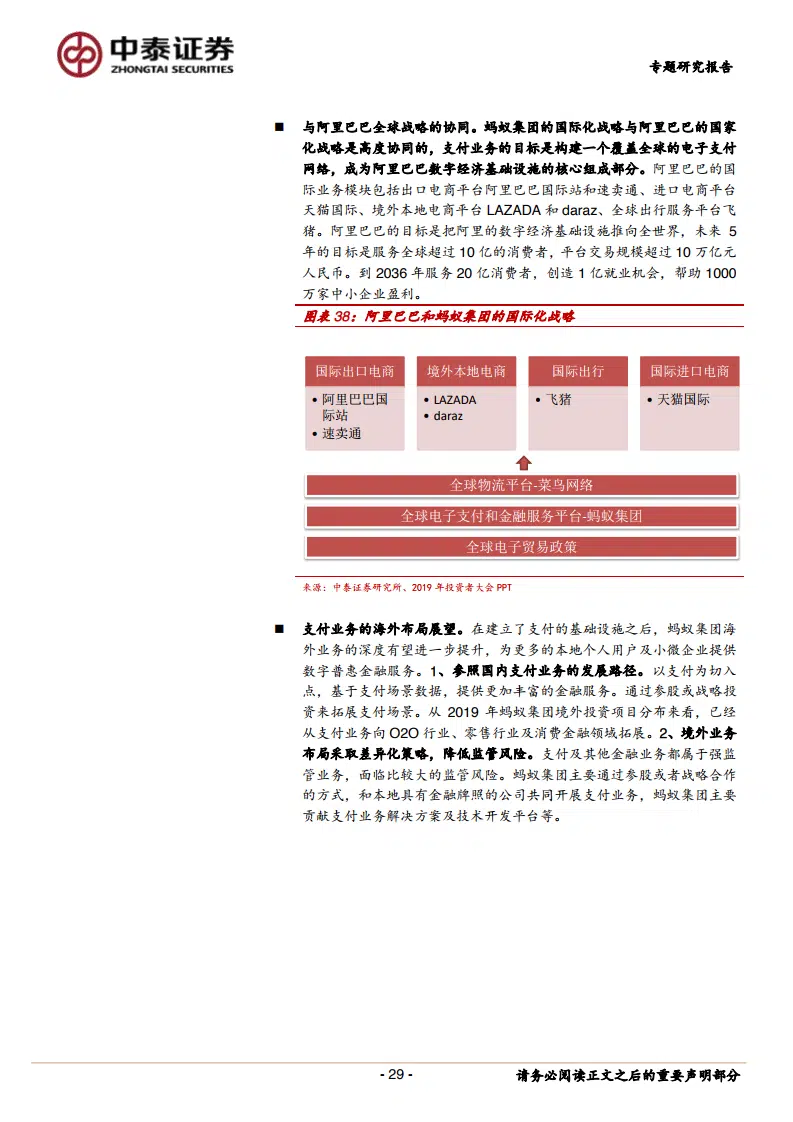 中泰证券
ZHONGTAI SECURITIES
专题研究报告
■ 与阿里巴巴全球战略的协同。蚂蚁集团的国际化战略与阿里巴巴的国家
化战略是高度协同的，支付业务的目标是构建一个覆盖全球的电子支付
网络，成为阿里巴巴数字经济基础设施的核心组成部分。阿里巴巴的国
际业务模块包括出口电商平台阿里巴巴国际站和速卖通、进口电商平台
天猫国际、境外本地电商平台 LAZADA 和 daraz、全球出行服务平台飞
猪。阿里巴巴的目标是把阿里的数字经济基础设施推向全世界，未来 5
年的目标是服务全球超过 10 亿的消费者，平台交易规模超过 10 万亿元
人民币。到 2036 年服务 20 亿消费者，创造 1 亿就业机会，帮助 1000
万家中小企业盈利。
图表 38：阿里巴巴和蚂蚁集团的国际化战略
国际出口电商
• 阿里巴巴国
际站
• 速卖通
境外本地电商
• LAZADA
• daraz
国际出行
• 飞猪
国际进口电商
• 天猫国际
全球物流平台-菜鸟网络
全球电子支付和金融服务平台-蚂蚁集团
全球电子贸易政策
来源：中泰证券研究所、2019 年投资者大会 PPT
■ 支付业务的海外布局展望。在建立了支付的基础设施之后，蚂蚁集团海
外业务的深度有望进一步提升，为更多的本地个人用户及小微企业提供
数字普惠金融服务。1、参照国内支付业务的发展路径。以支付为切入
点，基于支付场景数据，提供更加丰富的金融服务。通过参股或战略投
资来拓展支付场景。从 2019 年蚂蚁集团境外投资项目分布来看，已经
从支付业务向 O2O 行业、零售行业及消费金融领域拓展。2、境外业务
布局采取差异化策略，降低监管风险。支付及其他金融业务都属于强监
管业务，面临比较大的监管风险。蚂蚁集团主要通过参股或者战略合作
的方式，和本地具有金融牌照的公司共同开展支付业务，蚂蚁集团主要
贡献支付业务解决方案及技术开发平台等。
- 29 -
请务必阅读正文之后的重要声明部分